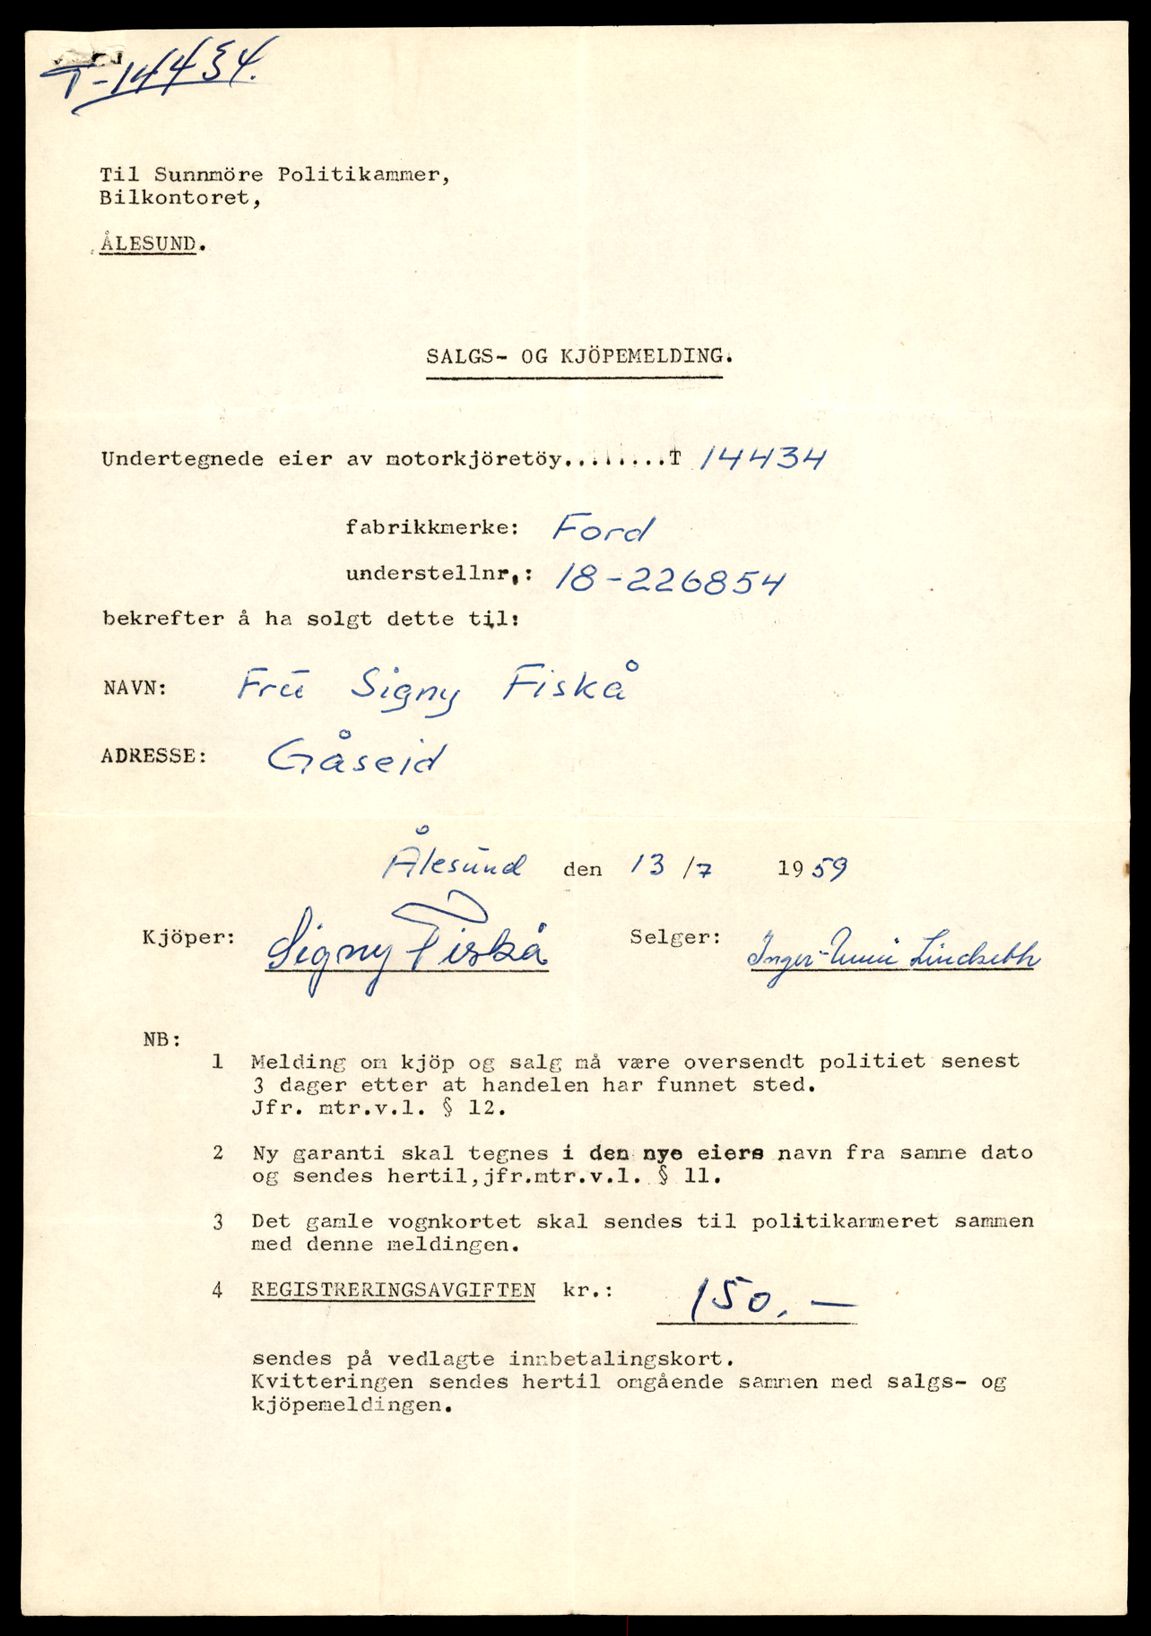 T-14434.
Til Sunnmöre Politikammer,
Bilkontoret,
ÅLESUND.
SALGS- OG KJÖPEMELDING.
Undertegnede eier av motorkjöretöy........T 14434
fabrikkmerke: Ford
understellnr.: 18-226854
bekrefter å ha solgt dette til:
NAVN: Frū Signy Fiskå
ADRESSE: Gåseid
Ålesūnd den 13/7 1959
Kjöper: Signy Fiskå Selger: Inger-Unni Lindseth
NB:
1 Melding om kjöp og salg må være oversendt politiet senest
3 dager etter at handelen har funnet sted.
Jfr. mtr.v.l. § 12.
2 Ny garanti skal tegnes i den nye eiers navn fra samme dato
og sendes hertil,jfr.mtr.v.l. § 11.
3 Det gamle vognkortet skal sendes til politikammeret sammen
med denne meldingen.
4 REGISTRERINGSAVGIFTEN kr.: 150.—
sendes på vedlagte innbetalingskort.
Kvitteringen sendes hertil omgående sammen med salgs- og
kjöpemeldingen.